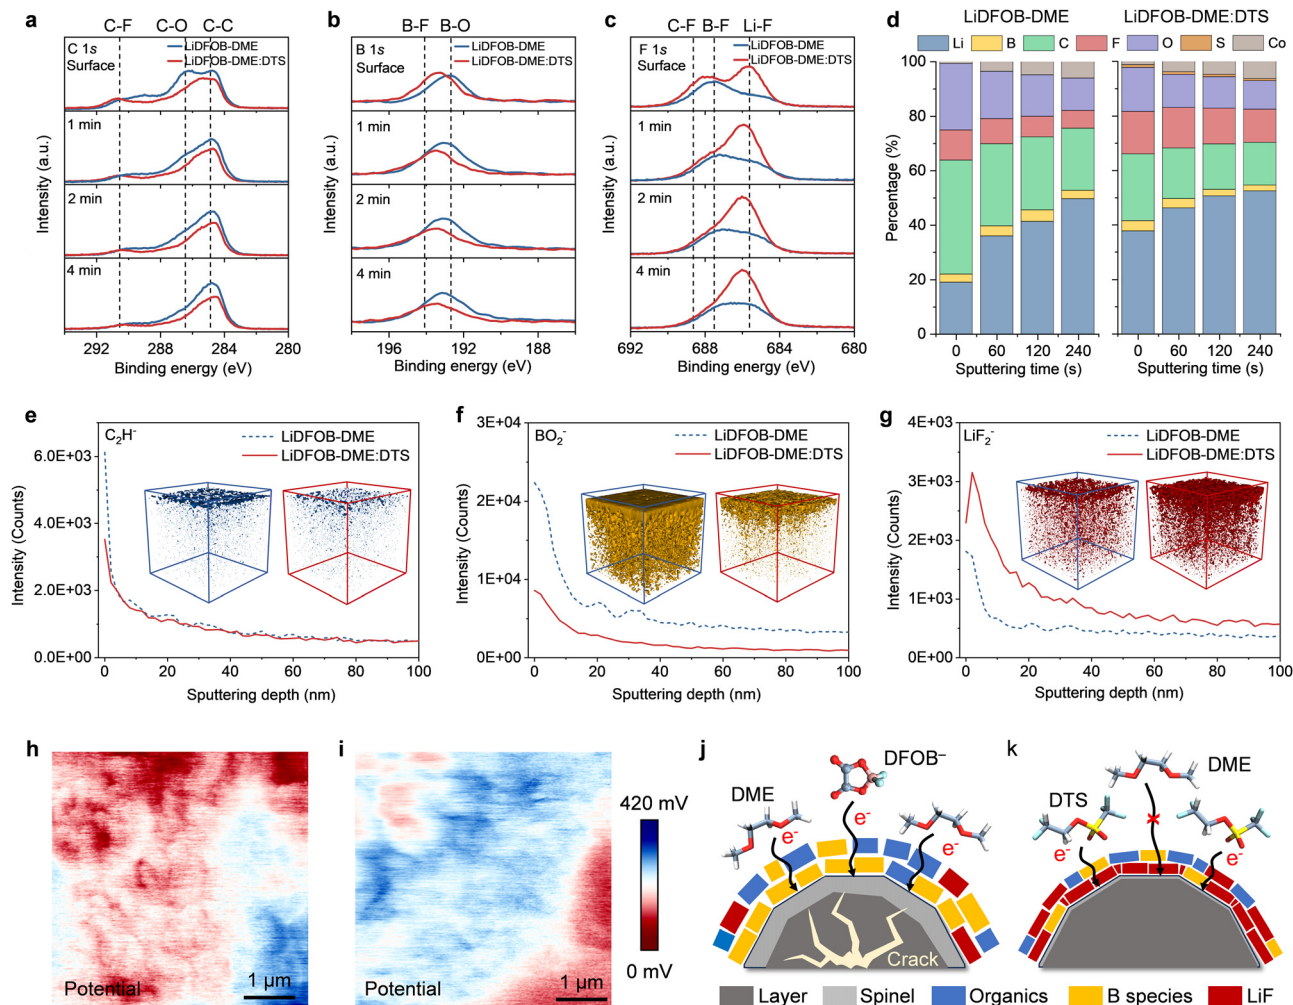 a
C-F C-O C-C
C 1s
Surface
LiDFOB-DME
LiDFOB-DME:DTS
1 min
2 min
4 min
Intensity (a.u.)
292 288 284 280
Binding energy (eV)
b
B-F B-O
B 1s
Surface
LiDFOB-DME
LiDFOB-DME:DTS
1 min
2 min
4 min
Intensity (a.u.)
196 192 188
Binding energy (eV)
c
C-F B-F Li-F
F 1s
Surface
LiDFOB-DME
LiDFOB-DME:DTS
1 min
2 min
4 min
Intensity (a.u.)
692 688 684 680
Binding energy (eV)
d
LiDFOB-DME LiDFOB-DME:DTS
Li B C F O S Co
Percentage (%)
100
80
60
40
20
0
0 60 120 240 0 60 120 240
Sputtering time (s) Sputtering time (s)
e
C₂H⁻
LiDFOB-DME
LiDFOB-DME:DTS
Intensity (Counts)
6.0E+03
4.0E+03
2.0E+03
0.0E+00
0 20 40 60 80 100
Sputtering depth (nm)
f
BO₂⁻
LiDFOB-DME
LiDFOB-DME:DTS
Intensity (Counts)
3E+04
2E+04
1E+04
0E+00
0 20 40 60 80 100
Sputtering depth (nm)
g
LiF₂⁻
LiDFOB-DME
LiDFOB-DME:DTS
Intensity (Counts)
4E+03
3E+03
2E+03
1E+03
0E+00
0 20 40 60 80 100
Sputtering depth (nm)
h
Potential
1 μm
i
Potential
1 μm
420 mV
0 mV
j
DFOB⁻
DME
e⁻ e⁻ e⁻
Crack
k
DME
DTS
×
e⁻ e⁻
Layer Spinel Organics B species LiF